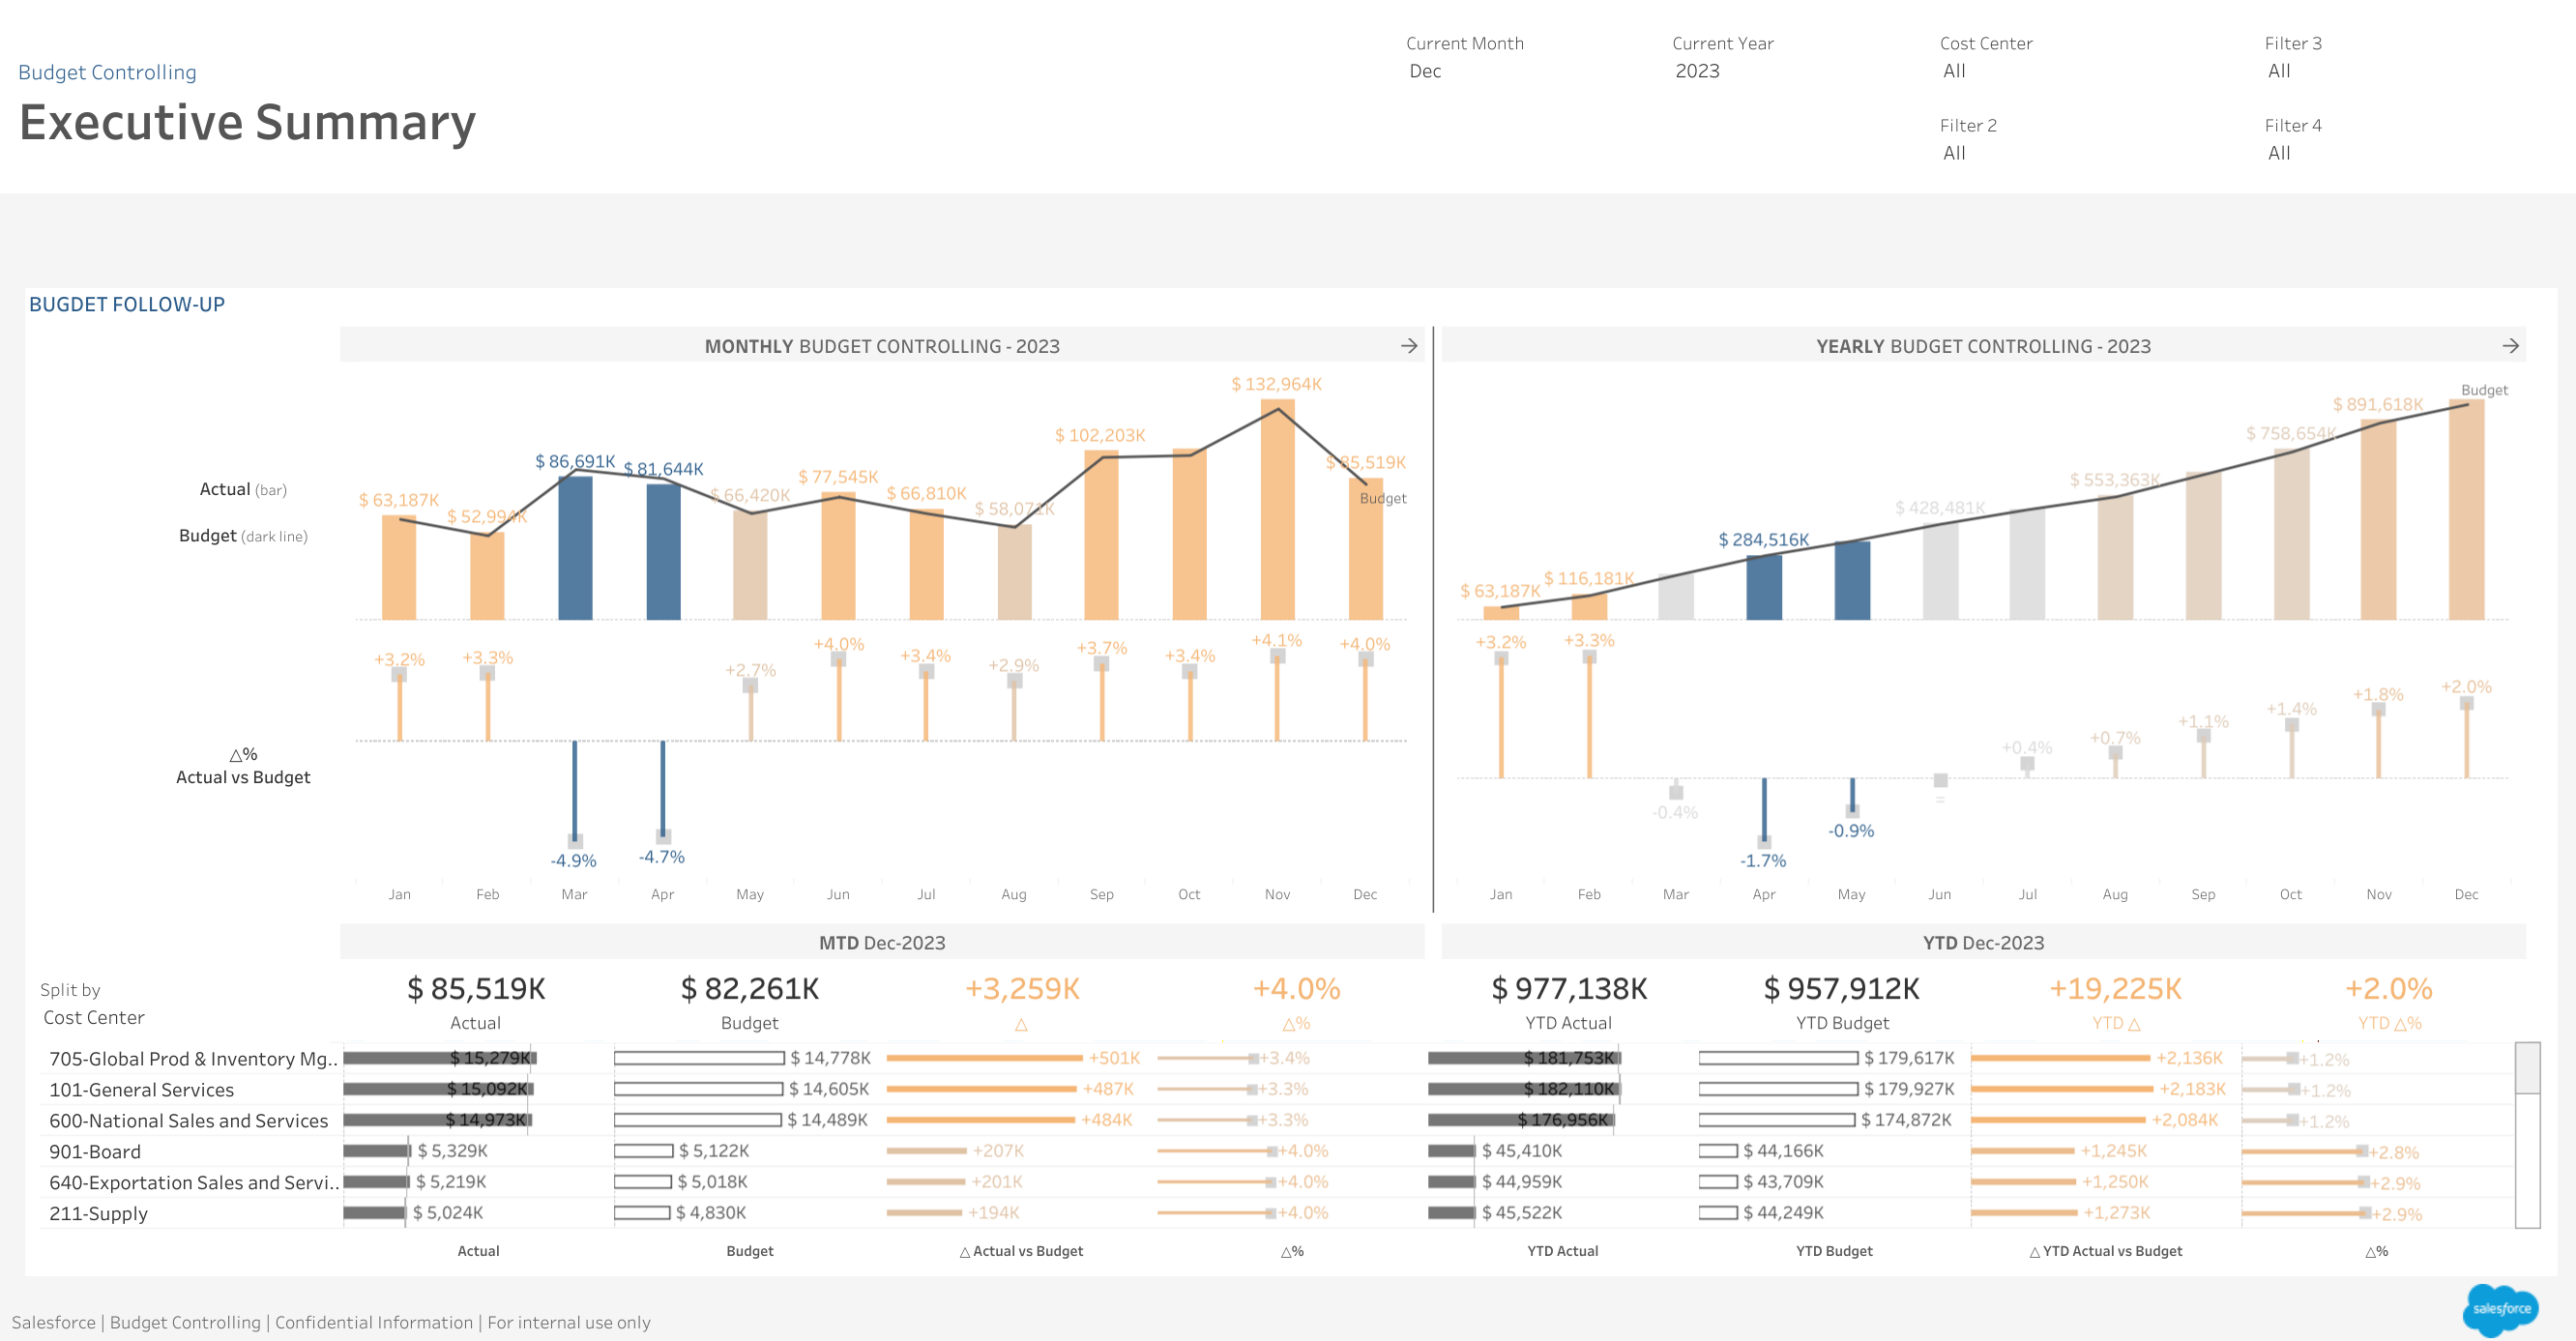 Current Month
Current Year
Cost Center
Filter 3
Dec
2023
All
All
Budget Controlling
Executive Summary
Filter 2
Filter 4
All
All
BUGDET FOLLOW-UP
MONTHLY BUDGET CONTROLLING - 2023 →
YEARLY BUDGET CONTROLLING - 2023 →
Actual (bar)
Budget (dark line)
$ 63,187K
$ 52,994K
$ 86,691K
$ 81,644K
$ 66,420K
$ 77,545K
$ 66,810K
$ 58,071K
$ 102,203K
$ 132,964K
$ 85,519K
Budget
$ 63,187K
$ 116,181K
$ 284,516K
$ 428,481K
$ 553,363K
$ 758,654K
$ 891,618K
Budget
△%
Actual vs Budget
+3.2%
+3.3%
-4.9%
-4.7%
+2.7%
+4.0%
+3.4%
+2.9%
+3.7%
+3.4%
+4.1%
+4.0%
+3.2%
+3.3%
-0.4%
-1.7%
-0.9%
=
+0.4%
+0.7%
+1.1%
+1.4%
+1.8%
+2.0%
Jan Feb Mar Apr May Jun Jul Aug Sep Oct Nov Dec
Jan Feb Mar Apr May Jun Jul Aug Sep Oct Nov Dec
MTD Dec-2023
YTD Dec-2023
Split by
Cost Center
$ 85,519K $ 82,261K +3,259K +4.0% $ 977,138K $ 957,912K +19,225K +2.0%
Actual Budget △ △% YTD Actual YTD Budget YTD △ YTD △%
705-Global Prod & Inventory Mg.. $ 15,279K $ 14,778K +501K +3.4% $ 181,753K $ 179,617K +2,136K +1.2%
101-General Services $ 15,092K $ 14,605K +487K +3.3% $ 182,110K $ 179,927K +2,183K +1.2%
600-National Sales and Services $ 14,973K $ 14,489K +484K +3.3% $ 176,956K $ 174,872K +2,084K +1.2%
901-Board $ 5,329K $ 5,122K +207K +4.0% $ 45,410K $ 44,166K +1,245K +2.8%
640-Exportation Sales and Servi.. $ 5,219K $ 5,018K +201K +4.0% $ 44,959K $ 43,709K +1,250K +2.9%
211-Supply $ 5,024K $ 4,830K +194K +4.0% $ 45,522K $ 44,249K +1,273K +2.9%
Actual Budget △ Actual vs Budget △% YTD Actual YTD Budget △ YTD Actual vs Budget △%
Salesforce | Budget Controlling | Confidential Information | For internal use only
salesforce